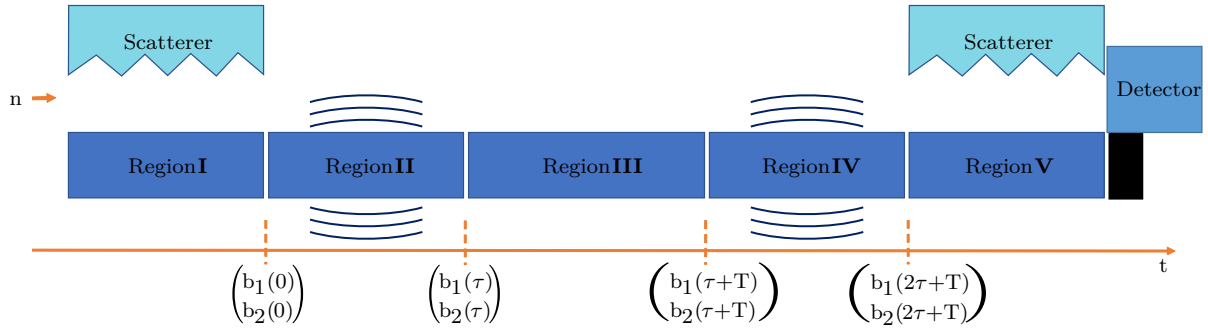 Scatterer Scatterer
n Detector
Region I Region II Region III Region IV Region V
t
b₁(0) b₁(τ) b₁(τ+T) b₁(2τ+T)
b₂(0) b₂(τ) b₂(τ+T) b₂(2τ+T)